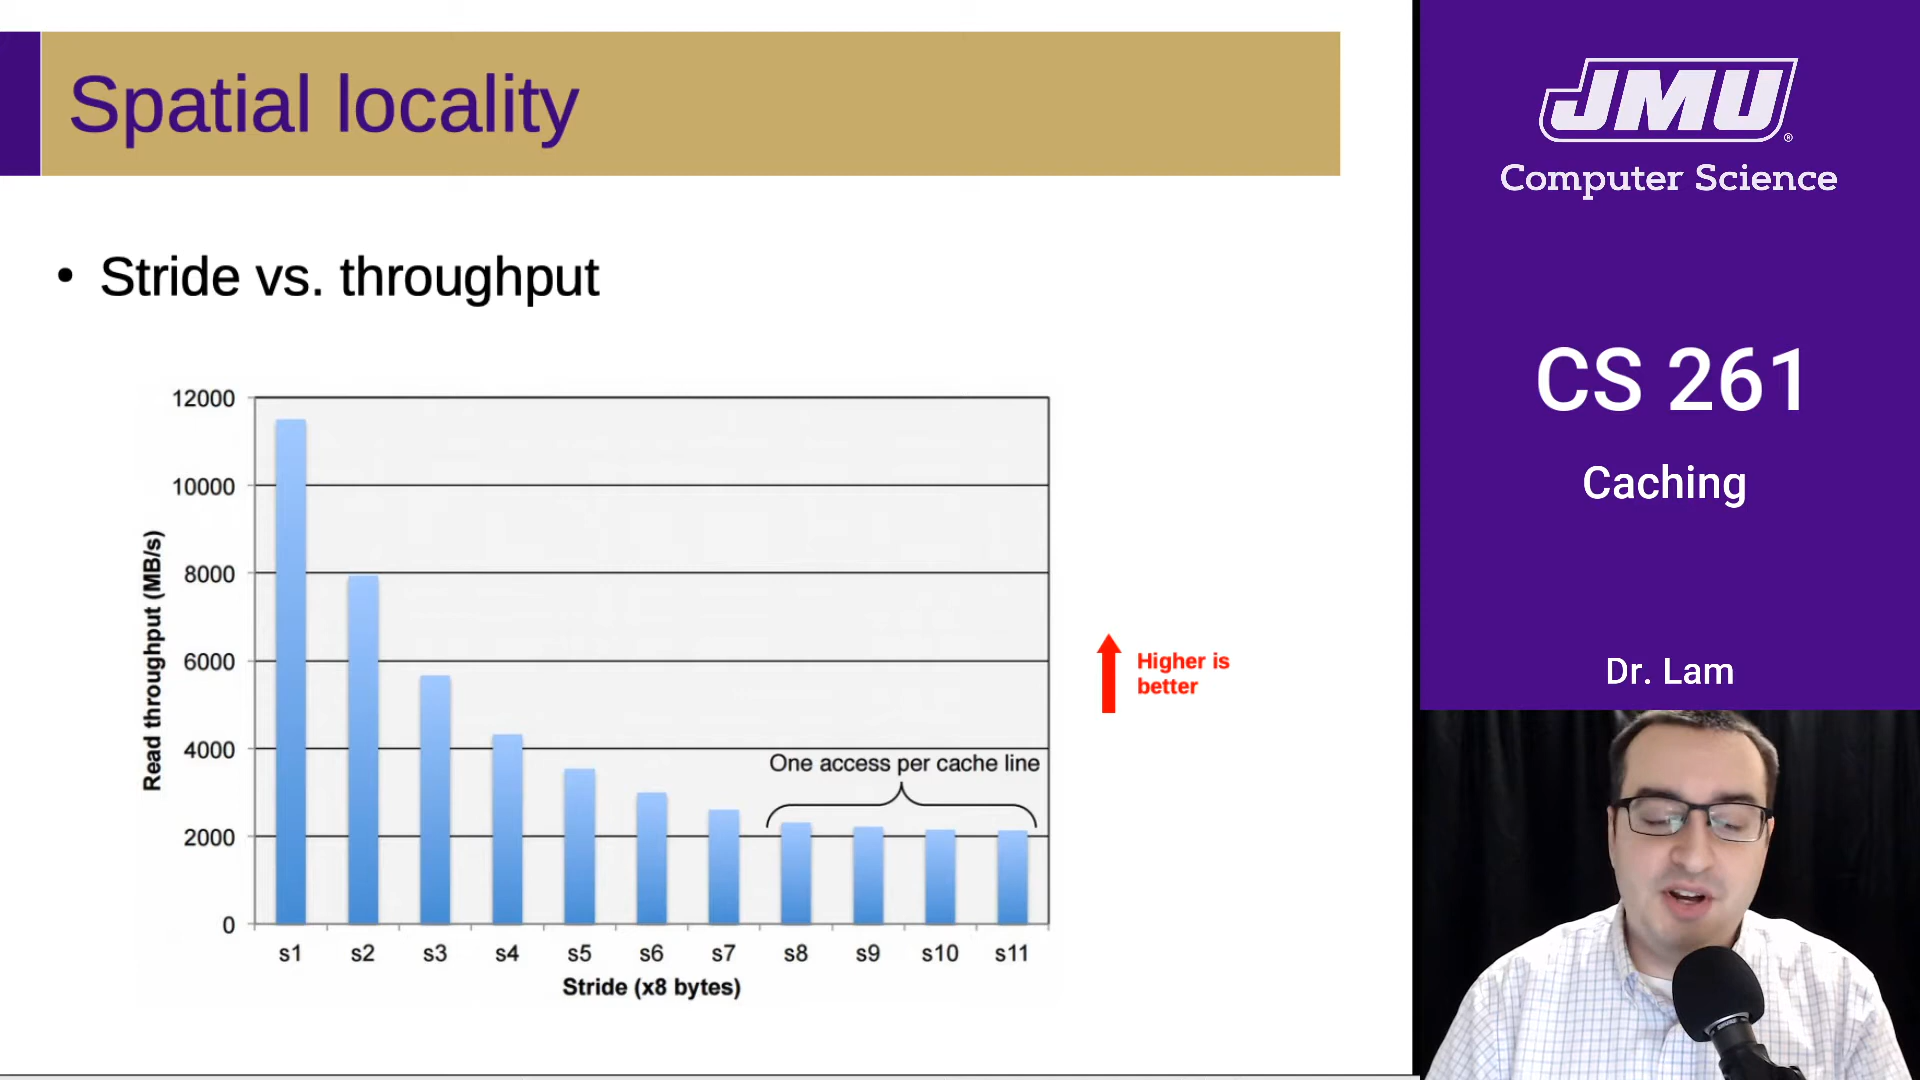 Spatial locality
• Stride vs. throughput
12000
10000
8000
6000
4000
2000
0
Read throughput (MB/s)
One access per cache line
s1 s2 s3 s4 s5 s6 s7 s8 s9 s10 s11
Stride (x8 bytes)
Higher is
better
JMU®
Computer Science
CS 261
Caching
Dr. Lam